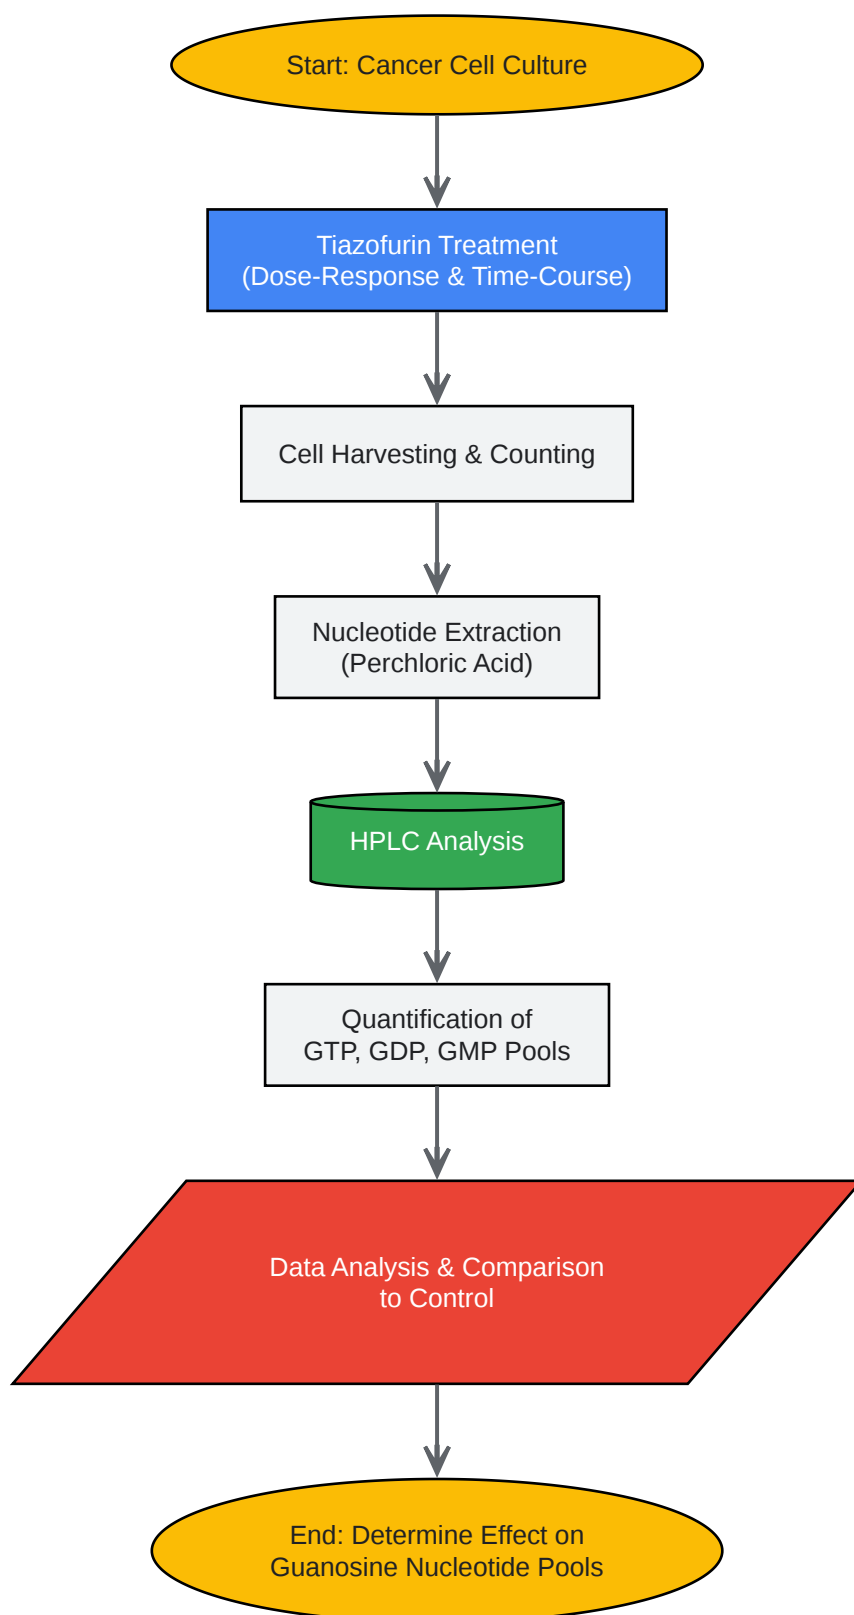 Start: Cancer Cell Culture
Tiazofurin Treatment
(Dose-Response & Time-Course)
Cell Harvesting & Counting
Nucleotide Extraction
(Perchloric Acid)
HPLC Analysis
Quantification of
GTP, GDP, GMP Pools
Data Analysis & Comparison
to Control
End: Determine Effect on
Guanosine Nucleotide Pools